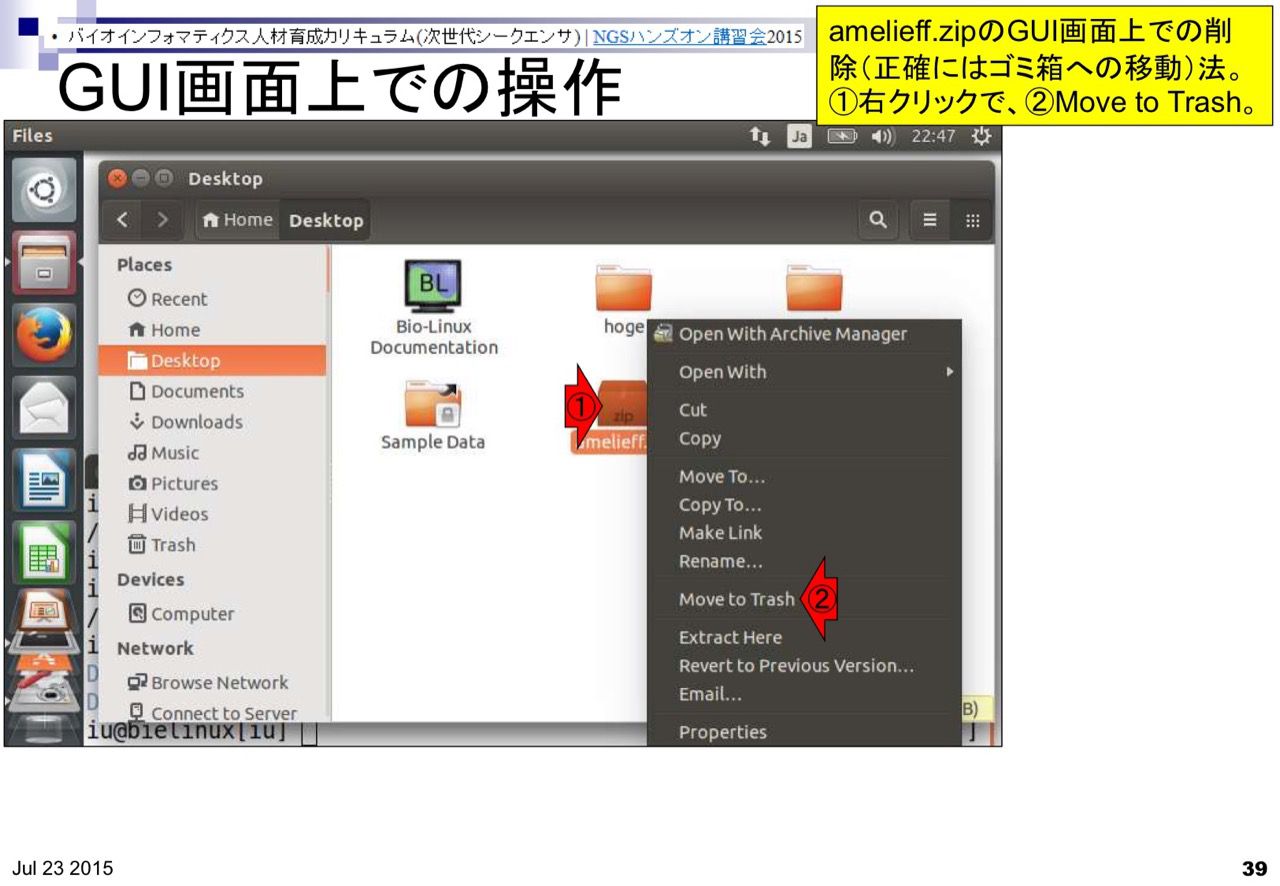 • バイオインフォマティクス人材育成カリキュラム(次世代シークエンサ) | NGSハンズオン講習会2015
GUI画面上での操作
amelieff.zipのGUI画面上での削
除(正確にはゴミ箱への移動)法。
①右クリックで、②Move to Trash。
Files
Ja
22:47
Desktop
Home
Desktop
Places
Recent
Home
Desktop
Documents
Downloads
Music
Pictures
Videos
Trash
Devices
Computer
Network
Browse Network
Connect to Server
BL
Bio-Linux
Documentation
hoge
Sample Data
zip
amelieff.
①
Open With Archive Manager
Open With
Cut
Copy
Move To...
Copy To...
Make Link
Rename...
Move to Trash
②
Extract Here
Revert to Previous Version...
Email...
Properties
B)
iu@bielinux[iu]
]
Jul 23 2015
39